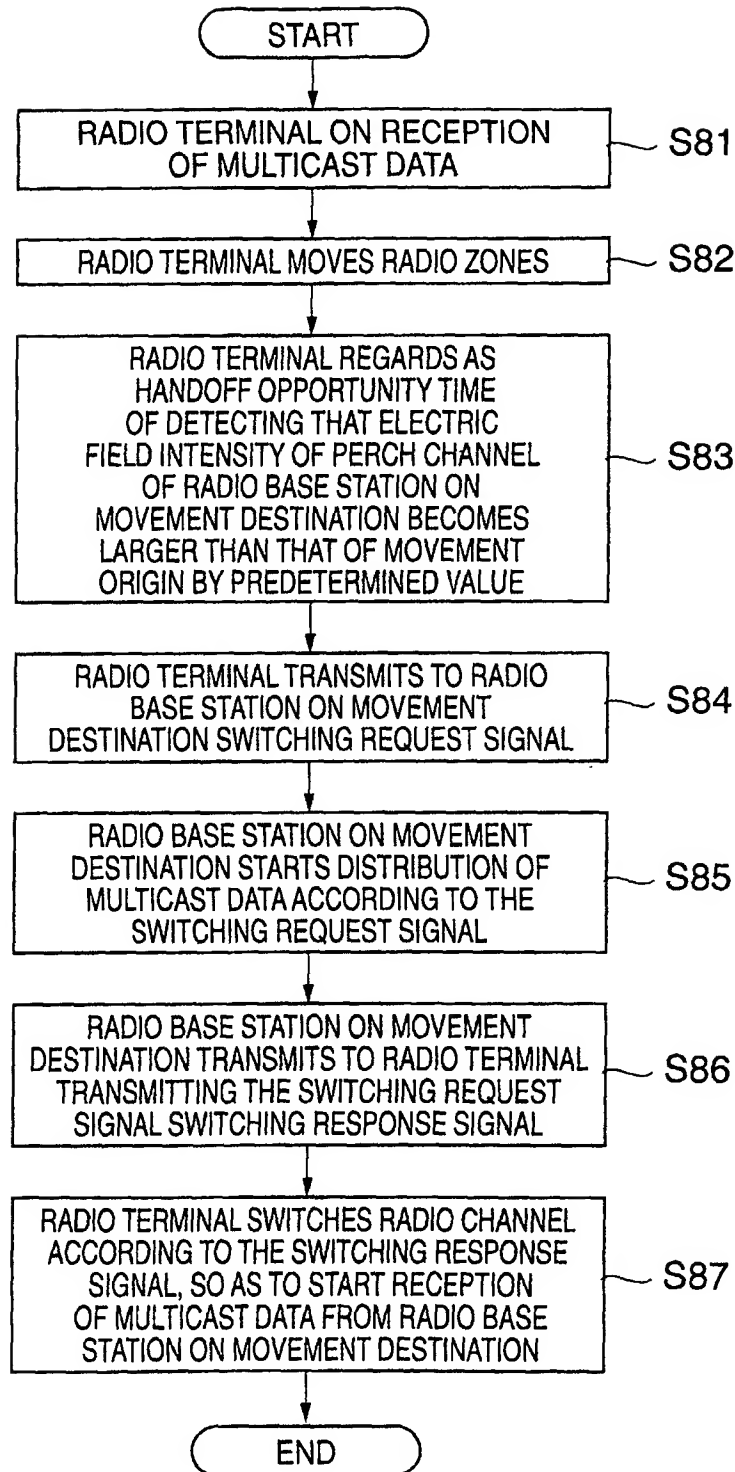 START
RADIO TERMINAL ON RECEPTION
OF MULTICAST DATA
S81
RADIO TERMINAL MOVES RADIO ZONES
S82
RADIO TERMINAL REGARDS AS
HANDOFF OPPORTUNITY TIME
OF DETECTING THAT ELECTRIC
FIELD INTENSITY OF PERCH CHANNEL
OF RADIO BASE STATION ON
MOVEMENT DESTINATION BECOMES
LARGER THAN THAT OF MOVEMENT
ORIGIN BY PREDETERMINED VALUE
S83
RADIO TERMINAL TRANSMITS TO RADIO
BASE STATION ON MOVEMENT
DESTINATION SWITCHING REQUEST SIGNAL
S84
RADIO BASE STATION ON MOVEMENT
DESTINATION STARTS DISTRIBUTION OF
MULTICAST DATA ACCORDING TO THE
SWITCHING REQUEST SIGNAL
S85
RADIO BASE STATION ON MOVEMENT
DESTINATION TRANSMITS TO RADIO TERMINAL
TRANSMITTING THE SWITCHING REQUEST
SIGNAL SWITCHING RESPONSE SIGNAL
S86
RADIO TERMINAL SWITCHES RADIO CHANNEL
ACCORDING TO THE SWITCHING RESPONSE
SIGNAL, SO AS TO START RECEPTION
OF MULTICAST DATA FROM RADIO BASE
STATION ON MOVEMENT DESTINATION
S87
END